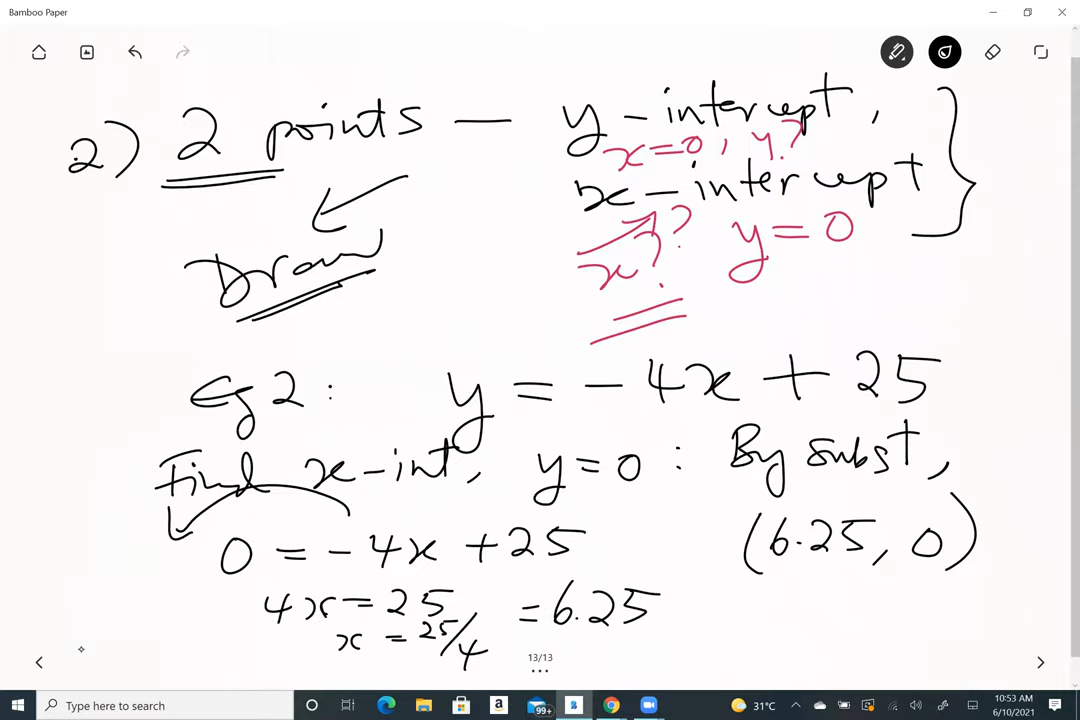 Bamboo Paper
2) 2 points — y-intercept,
x=0, y?
x-intercept
x?? y=0
Draw
Eg 2: y = -4x + 25
Find x-int, y=0 : By subst,
0 = -4x +25 (6.25, 0)
4x = 25 = 6.25
x = 25/4
13/13
Type here to search
99+
31°C
10:53 AM
6/10/2021